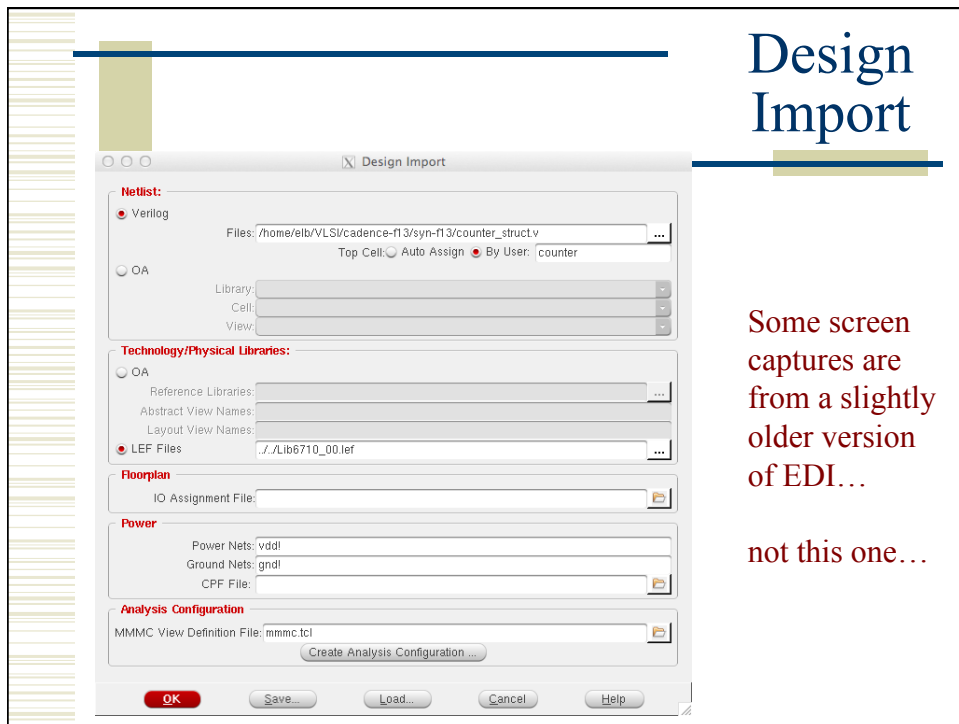 Design
Import
Design Import
Netlist:
Verilog
Files: /home/elb/VLSI/cadence-f13/syn-f13/counter_struct.v ...
Top Cell: Auto Assign By User: counter
OA
Library:
Cell:
View:
Technology/Physical Libraries:
OA
Reference Libraries: ...
Abstract View Names:
Layout View Names:
LEF Files ../../Lib6710_00.lef ...
Floorplan
IO Assignment File:
Power
Power Nets: vdd!
Ground Nets: gnd!
CPF File:
Analysis Configuration
MMMC View Definition File: mmmc.tcl
Create Analysis Configuration ...
OK Save... Load... Cancel Help
Some screen
captures are
from a slightly
older version
of EDI…
not this one…